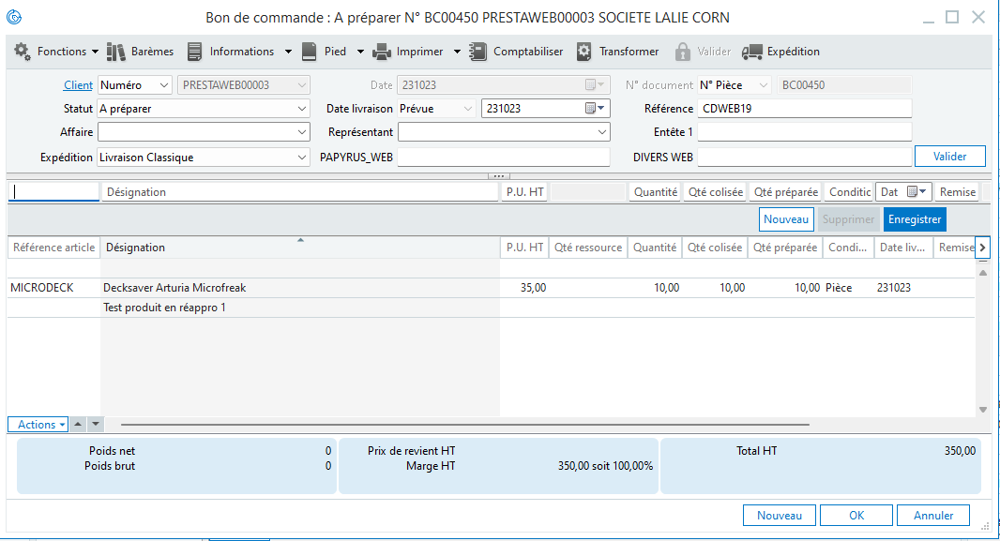 Bon de commande : A préparer N° BC00450 PRESTAWEB00003 SOCIETE LALIE CORN
Fonctions Barèmes Informations Pied Imprimer Comptabiliser Transformer Valider Expédition
Client Numéro PRESTAWEB00003 Date 231023 N° document N° Pièce BC00450
Statut A préparer Date livraison Prévue 231023 Référence CDWEB19
Affaire Représentant Entête 1
Expédition Livraison Classique PAPYRUS_WEB DIVERS WEB Valider
Désignation P.U. HT Quantité Qté colisée Qté préparée Conditic Dat Remise
Nouveau Supprimer Enregistrer
Référence article Désignation P.U. HT Qté ressource Quantité Qté colisée Qté préparée Condi... Date liv... Remise
MICRODECK Decksaver Arturia Microfreak 35,00 10,00 10,00 10,00 Pièce 231023
Test produit en réappro 1
Actions
Poids net 0 Prix de revient HT Total HT 350,00
Poids brut 0 Marge HT 350,00 soit 100,00%
Nouveau OK Annuler